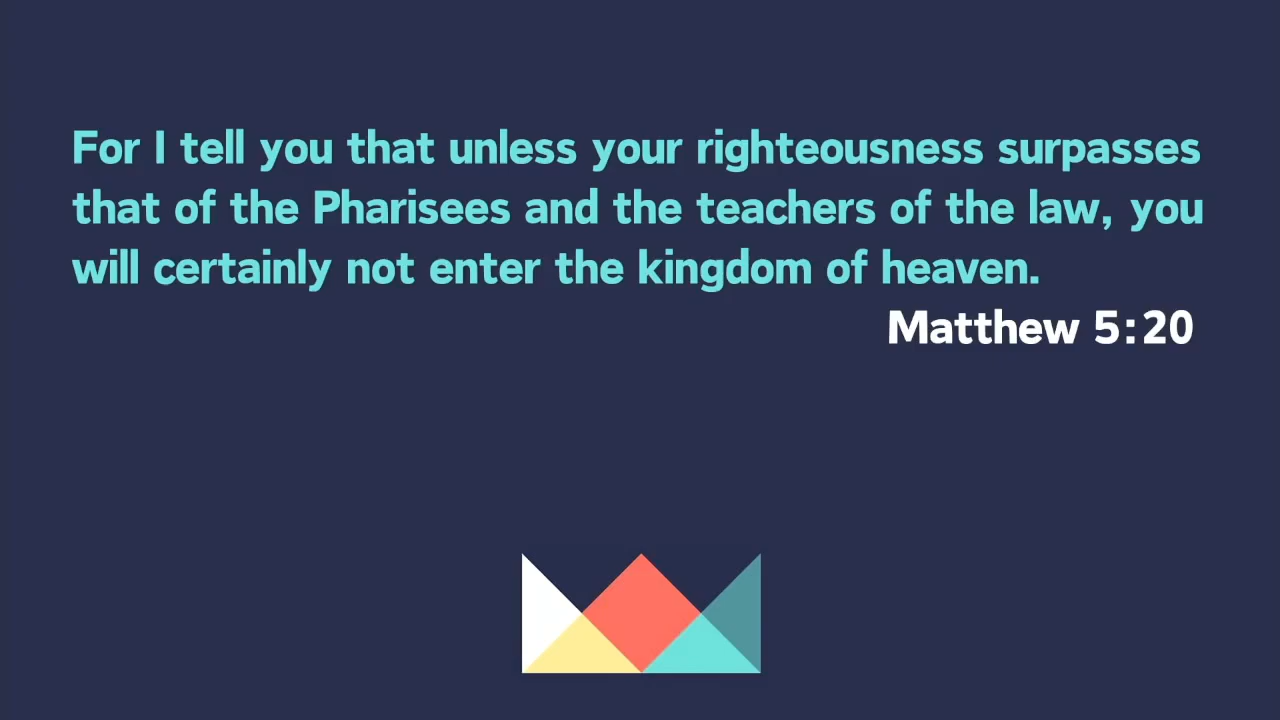 For I tell you that unless your righteousness surpasses
that of the Pharisees and the teachers of the law, you
will certainly not enter the kingdom of heaven.
Matthew 5:20